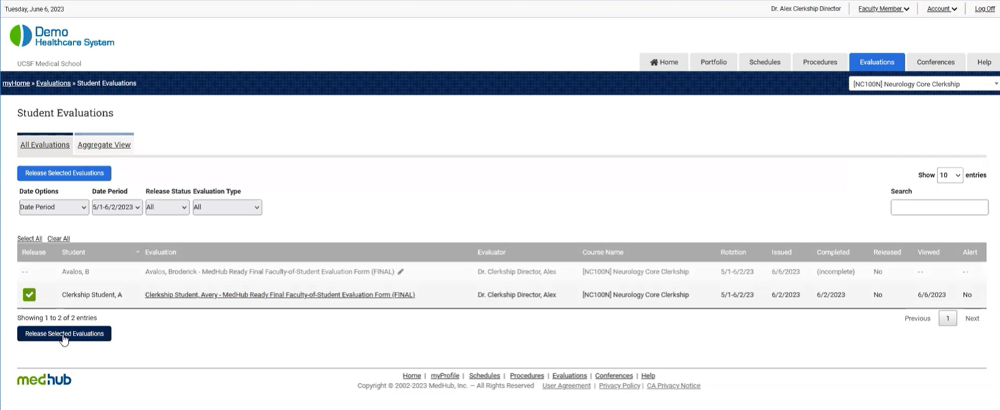 Tuesday, June 6, 2023
Dr. Alex Clerkship Director
Faculty Member
Account
Log Off
Demo
Healthcare System
UCSF Medical School
Home
Portfolio
Schedules
Procedures
Evaluations
Conferences
Help
myHome » Evaluations » Student Evaluations
[NC100N] Neurology Core Clerkship
Student Evaluations
All Evaluations
Aggregate View
Release Selected Evaluations
Show 10 entries
Date Options
Date Period
Release Status
Evaluation Type
Search
Date Period
5/1-6/2/2023
All
All
Select All Clear All
Release Student Evaluation Evaluator Course Name Rotation Issued Completed Released Viewed Alert
-- Avalos, B Avalos, Broderick - MedHub Ready Final Faculty-of-Student Evaluation Form (FINAL) Dr. Clerkship Director, Alex [NC100N] Neurology Core Clerkship 5/1-6/2/23 6/6/2023 (incomplete) No -- --
Clerkship Student, A Clerkship Student, Avery - MedHub Ready Final Faculty-of-Student Evaluation Form (FINAL) Dr. Clerkship Director, Alex [NC100N] Neurology Core Clerkship 5/1-6/2/23 6/2/2023 6/2/2023 No 6/6/2023 No
Showing 1 to 2 of 2 entries
Previous 1 Next
Release Selected Evaluations
medhub
Home | myProfile | Schedules | Procedures | Evaluations | Conferences | Help
Copyright © 2002-2023 MedHub, Inc. -- All Rights Reserved User Agreement | Privacy Policy | CA Privacy Notice